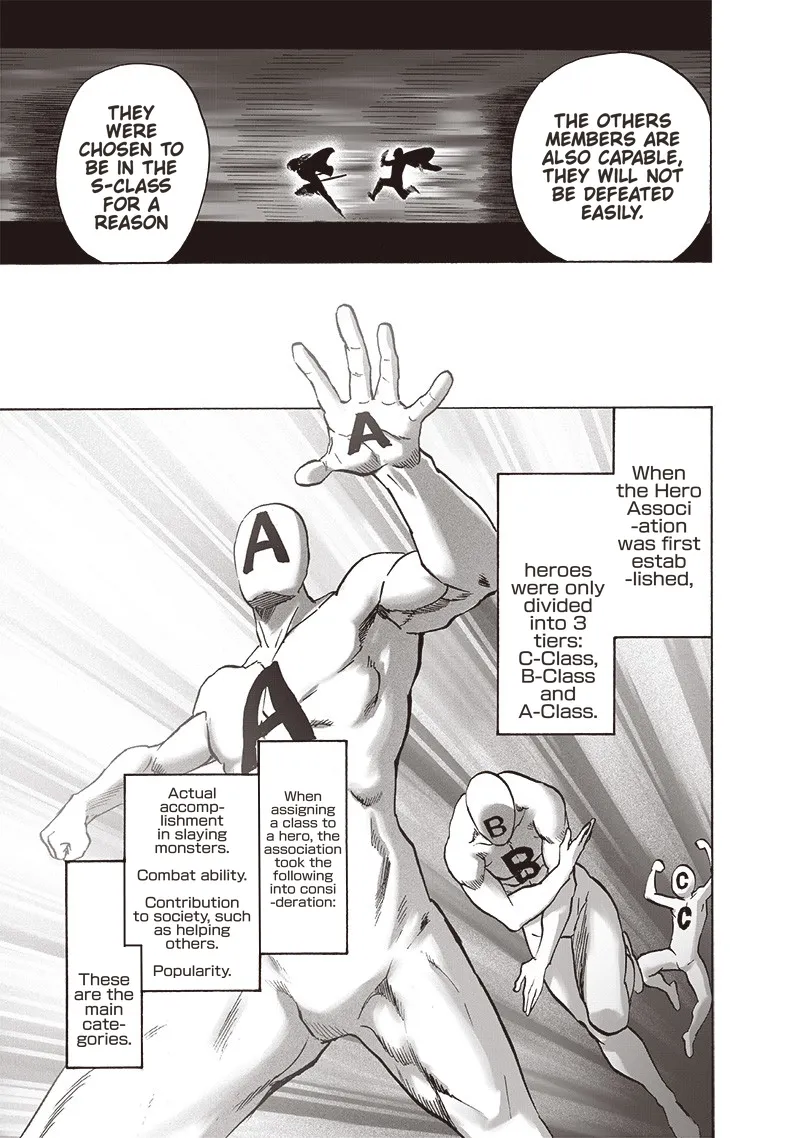 THE OTHERS
MEMBERS ARE
ALSO CAPABLE,
THEY WILL NOT
BE DEFEATED
EASILY.
THEY
WERE
CHOSEN TO
BE IN THE
S-CLASS
FOR A
REASON
When
the Hero
Associ
-ation
was first
estab
-lished,
heroes
were only
divided
into 3
tiers:
C-Class,
B-Class
and
A-Class.
A
A
A
B
B
C
C
When
assigning
a class to
a hero, the
association
took the
following
into consi
-deration:
Actual
accomp-
lishment
in slaying
monsters.
Combat ability.
Contribution
to society, such
as helping
others.
Popularity.
These
are the
main
cate-
gories.